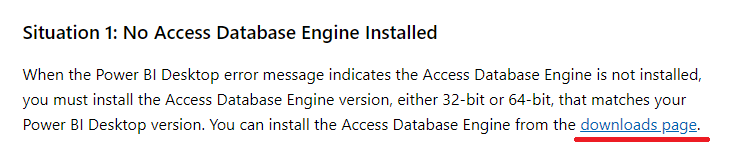 Situation 1: No Access Database Engine Installed
When the Power BI Desktop error message indicates the Access Database Engine is not installed,
you must install the Access Database Engine version, either 32-bit or 64-bit, that matches your
Power BI Desktop version. You can install the Access Database Engine from the downloads page.